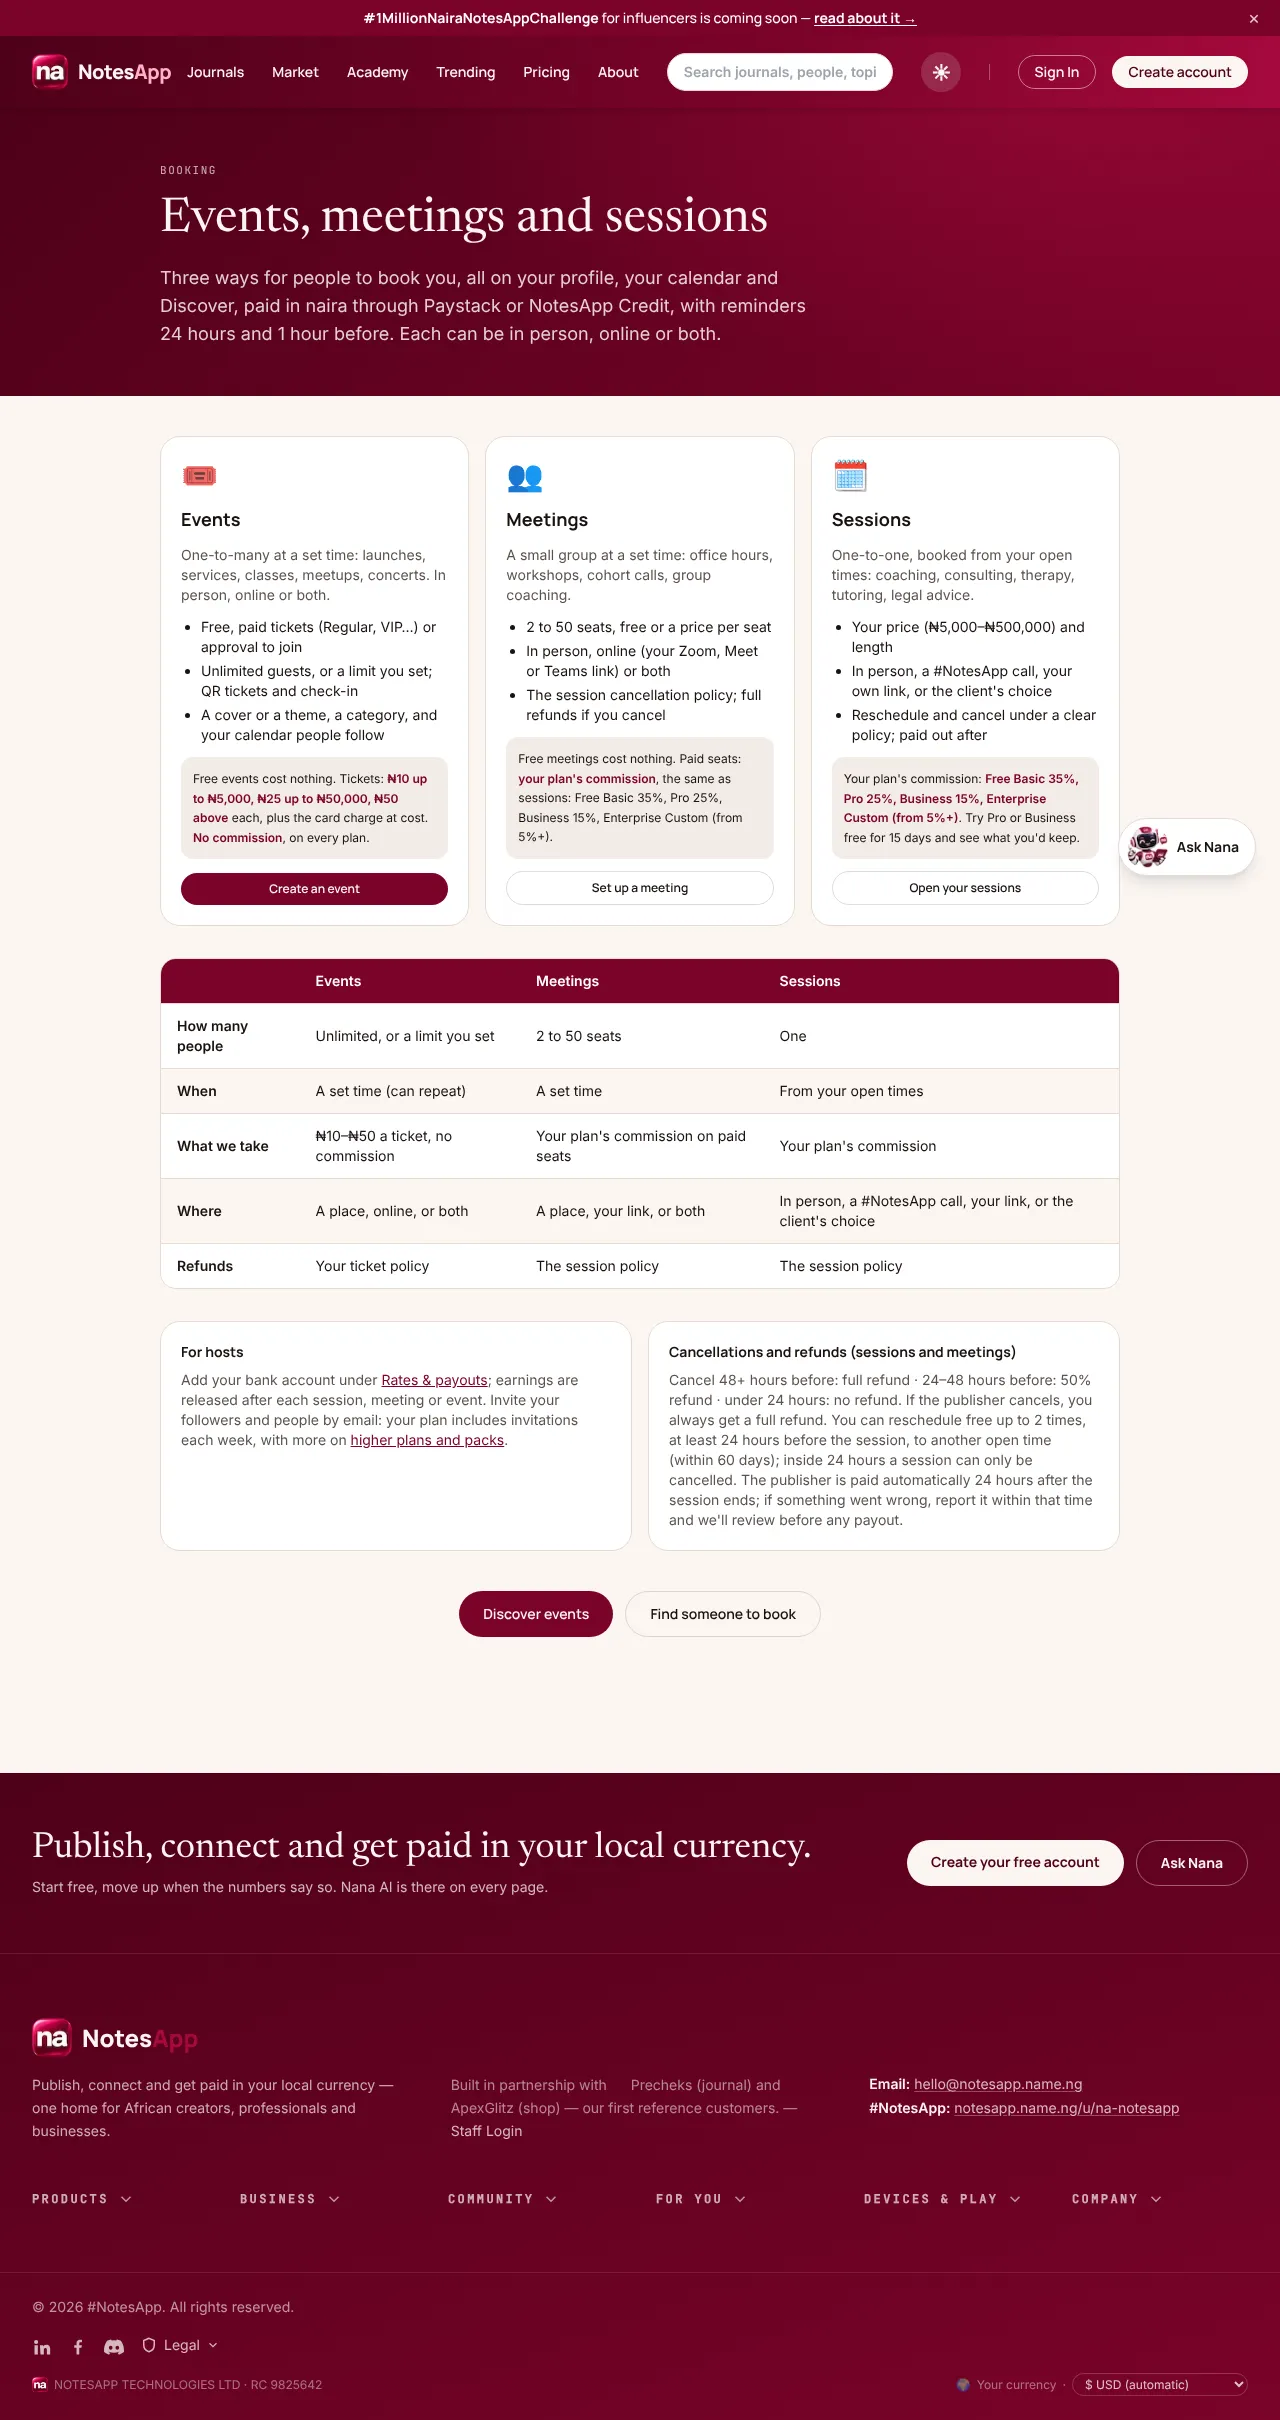 #1MillionNairaNotesAppChallenge for influencers is coming soon — read about it →
×
na NotesApp
Journals
Market
Academy
Trending
Pricing
About
Search journals, people, topi
Sign In
Create account
BOOKING
Events, meetings and sessions
Three ways for people to book you, all on your profile, your calendar and
Discover, paid in naira through Paystack or NotesApp Credit, with reminders
24 hours and 1 hour before. Each can be in person, online or both.
Events
One-to-many at a set time: launches,
services, classes, meetups, concerts. In
person, online or both.
• Free, paid tickets (Regular, VIP…) or
approval to join
• Unlimited guests, or a limit you set;
QR tickets and check-in
• A cover or a theme, a category, and
your calendar people follow
Free events cost nothing. Tickets: ₦10 up
to ₦5,000, ₦25 up to ₦50,000, ₦50
above each, plus the card charge at cost.
No commission, on every plan.
Create an event
Meetings
A small group at a set time: office hours,
workshops, cohort calls, group
coaching.
• 2 to 50 seats, free or a price per seat
• In person, online (your Zoom, Meet
or Teams link) or both
• The session cancellation policy; full
refunds if you cancel
Free meetings cost nothing. Paid seats:
your plan's commission, the same as
sessions: Free Basic 35%, Pro 25%,
Business 15%, Enterprise Custom (from
5%+).
Set up a meeting
Sessions
One-to-one, booked from your open
times: coaching, consulting, therapy,
tutoring, legal advice.
• Your price (₦5,000–₦500,000) and
length
• In person, a #NotesApp call, your
own link, or the client's choice
• Reschedule and cancel under a clear
policy; paid out after
Your plan's commission: Free Basic 35%,
Pro 25%, Business 15%, Enterprise
Custom (from 5%+). Try Pro or Business
free for 15 days and see what you'd keep.
Open your sessions
Ask Nana
Events
Meetings
Sessions
How many
people
Unlimited, or a limit you set
2 to 50 seats
One
When
A set time (can repeat)
A set time
From your open times
What we take
₦10–₦50 a ticket, no
commission
Your plan's commission on paid
seats
Your plan's commission
Where
A place, online, or both
A place, your link, or both
In person, a #NotesApp call, your link, or the
client's choice
Refunds
Your ticket policy
The session policy
The session policy
For hosts
Add your bank account under Rates & payouts; earnings are
released after each session, meeting or event. Invite your
followers and people by email: your plan includes invitations
each week, with more on higher plans and packs.
Cancellations and refunds (sessions and meetings)
Cancel 48+ hours before: full refund · 24–48 hours before: 50%
refund · under 24 hours: no refund. If the publisher cancels, you
always get a full refund. You can reschedule free up to 2 times,
at least 24 hours before the session, to another open time
(within 60 days); inside 24 hours a session can only be
cancelled. The publisher is paid automatically 24 hours after the
session ends; if something went wrong, report it within that time
and we'll review before any payout.
Discover events
Find someone to book
Publish, connect and get paid in your local currency.
Start free, move up when the numbers say so. Nana AI is there on every page.
Create your free account
Ask Nana
na NotesApp
Publish, connect and get paid in your local currency —
one home for African creators, professionals and
businesses.
Built in partnership with Precheks (journal) and
ApexGlitz (shop) — our first reference customers. —
Staff Login
Email: hello@notesapp.name.ng
#NotesApp: notesapp.name.ng/u/na-notesapp
PRODUCTS
BUSINESS
COMMUNITY
FOR YOU
DEVICES & PLAY
COMPANY
© 2026 #NotesApp. All rights reserved.
in f Legal
na NOTESAPP TECHNOLOGIES LTD · RC 9825642
Your currency · $ USD (automatic)